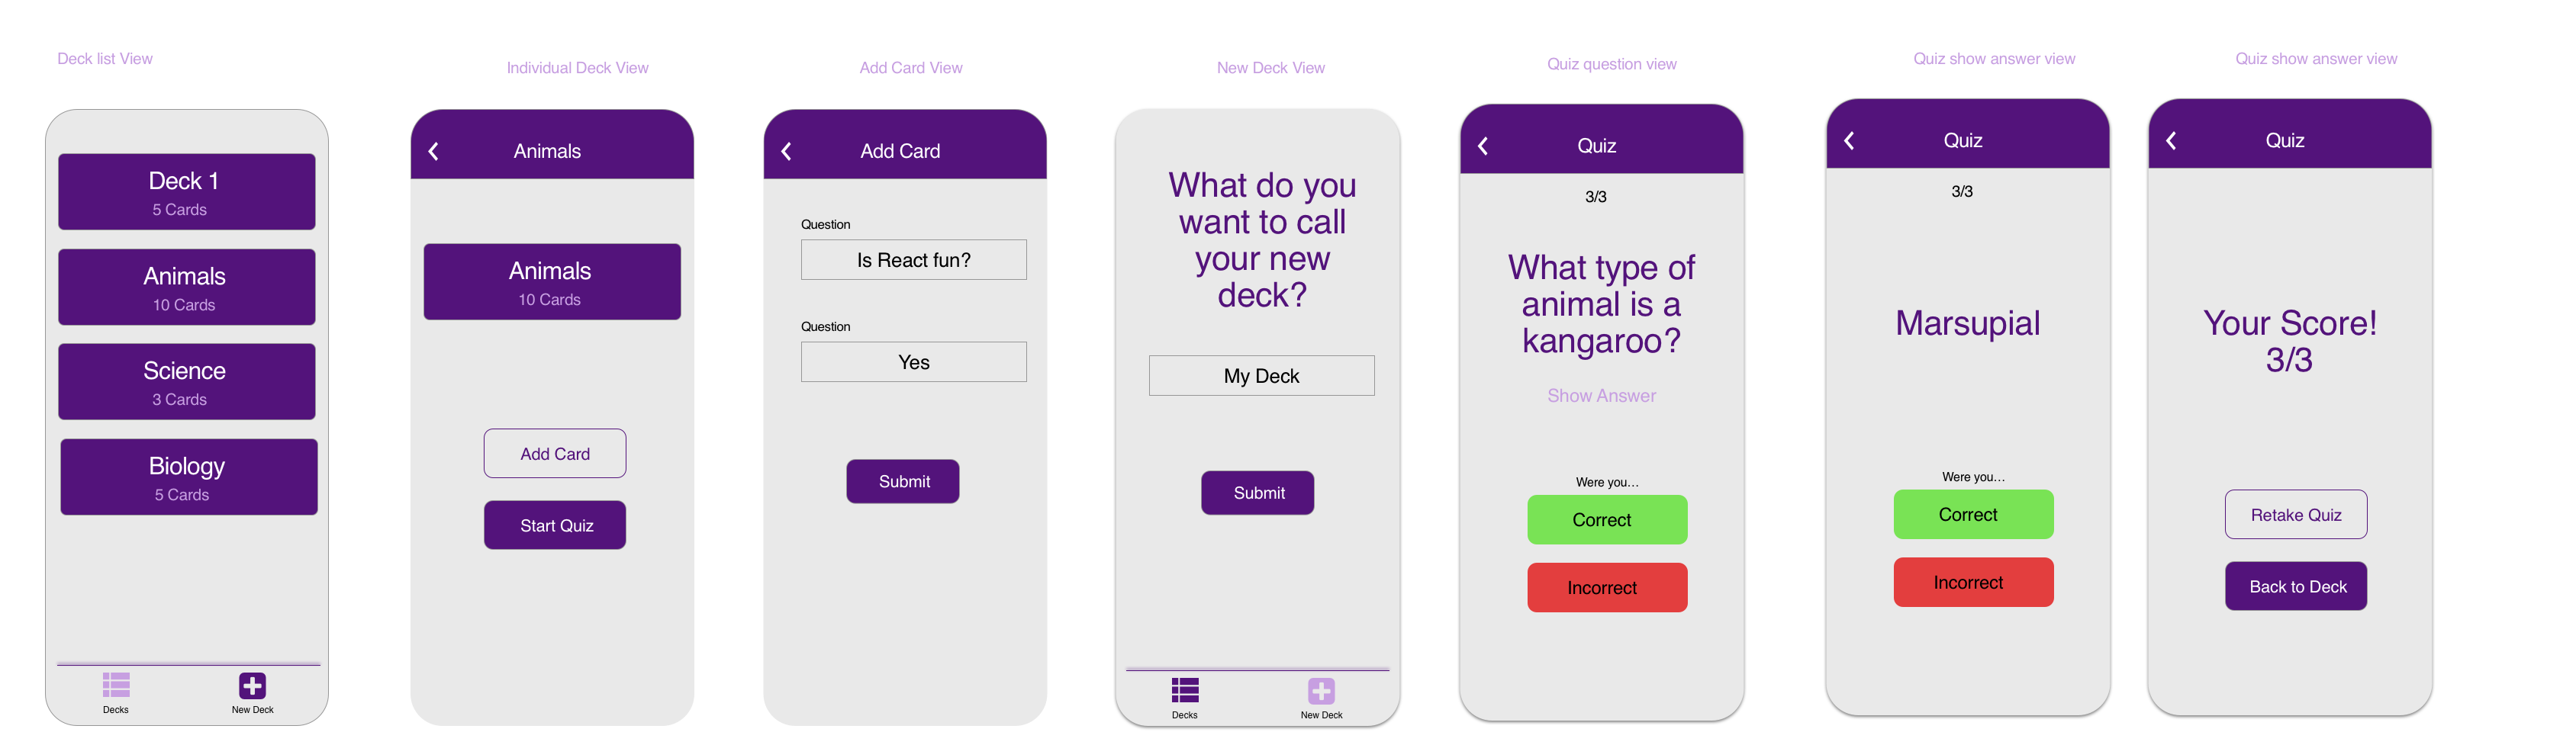 Deck list View
Deck 1
5 Cards
Animals
10 Cards
Science
3 Cards
Biology
5 Cards
Decks
New Deck
Individual Deck View
Animals
Animals
10 Cards
Add Card
Start Quiz
Add Card View
Add Card
Question
Is React fun?
Question
Yes
Submit
New Deck View
What do you
want to call
your new
deck?
My Deck
Submit
Decks
New Deck
Quiz question view
Quiz
3/3
What type of
animal is a
kangaroo?
Show Answer
Were you...
Correct
Incorrect
Quiz show answer view
Quiz
3/3
Marsupial
Were you...
Correct
Incorrect
Quiz show answer view
Quiz
Your Score!
3/3
Retake Quiz
Back to Deck